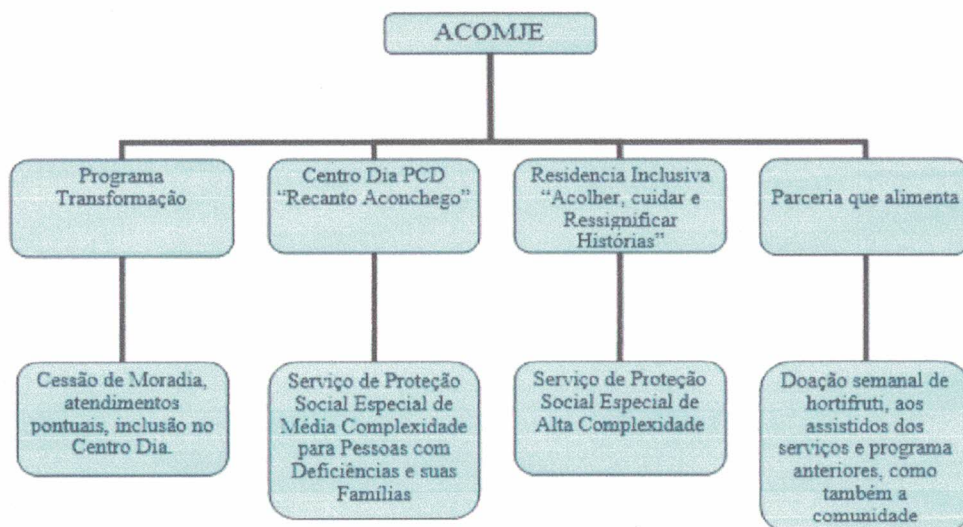 ACOMJE
Programa
Transformação
Centro Dia PCD
“Recanto Aconchego”
Residencia Inclusiva
“Acolher, cuidar e
Ressignificar
Histórias”
Parceria que alimenta
Cessão de Moradia,
atendimentos
pontuais, inclusão no
Centro Dia.
Serviço de Proteção
Social Especial de
Média Complexidade
para Pessoas com
Deficiências e suas
Famílias
Serviço de Proteção
Social Especial de
Alta Complexidade
Doação semanal de
hortifruti, aos
assistidos dos
serviços e programa
anteriores, como
também a
comunidade